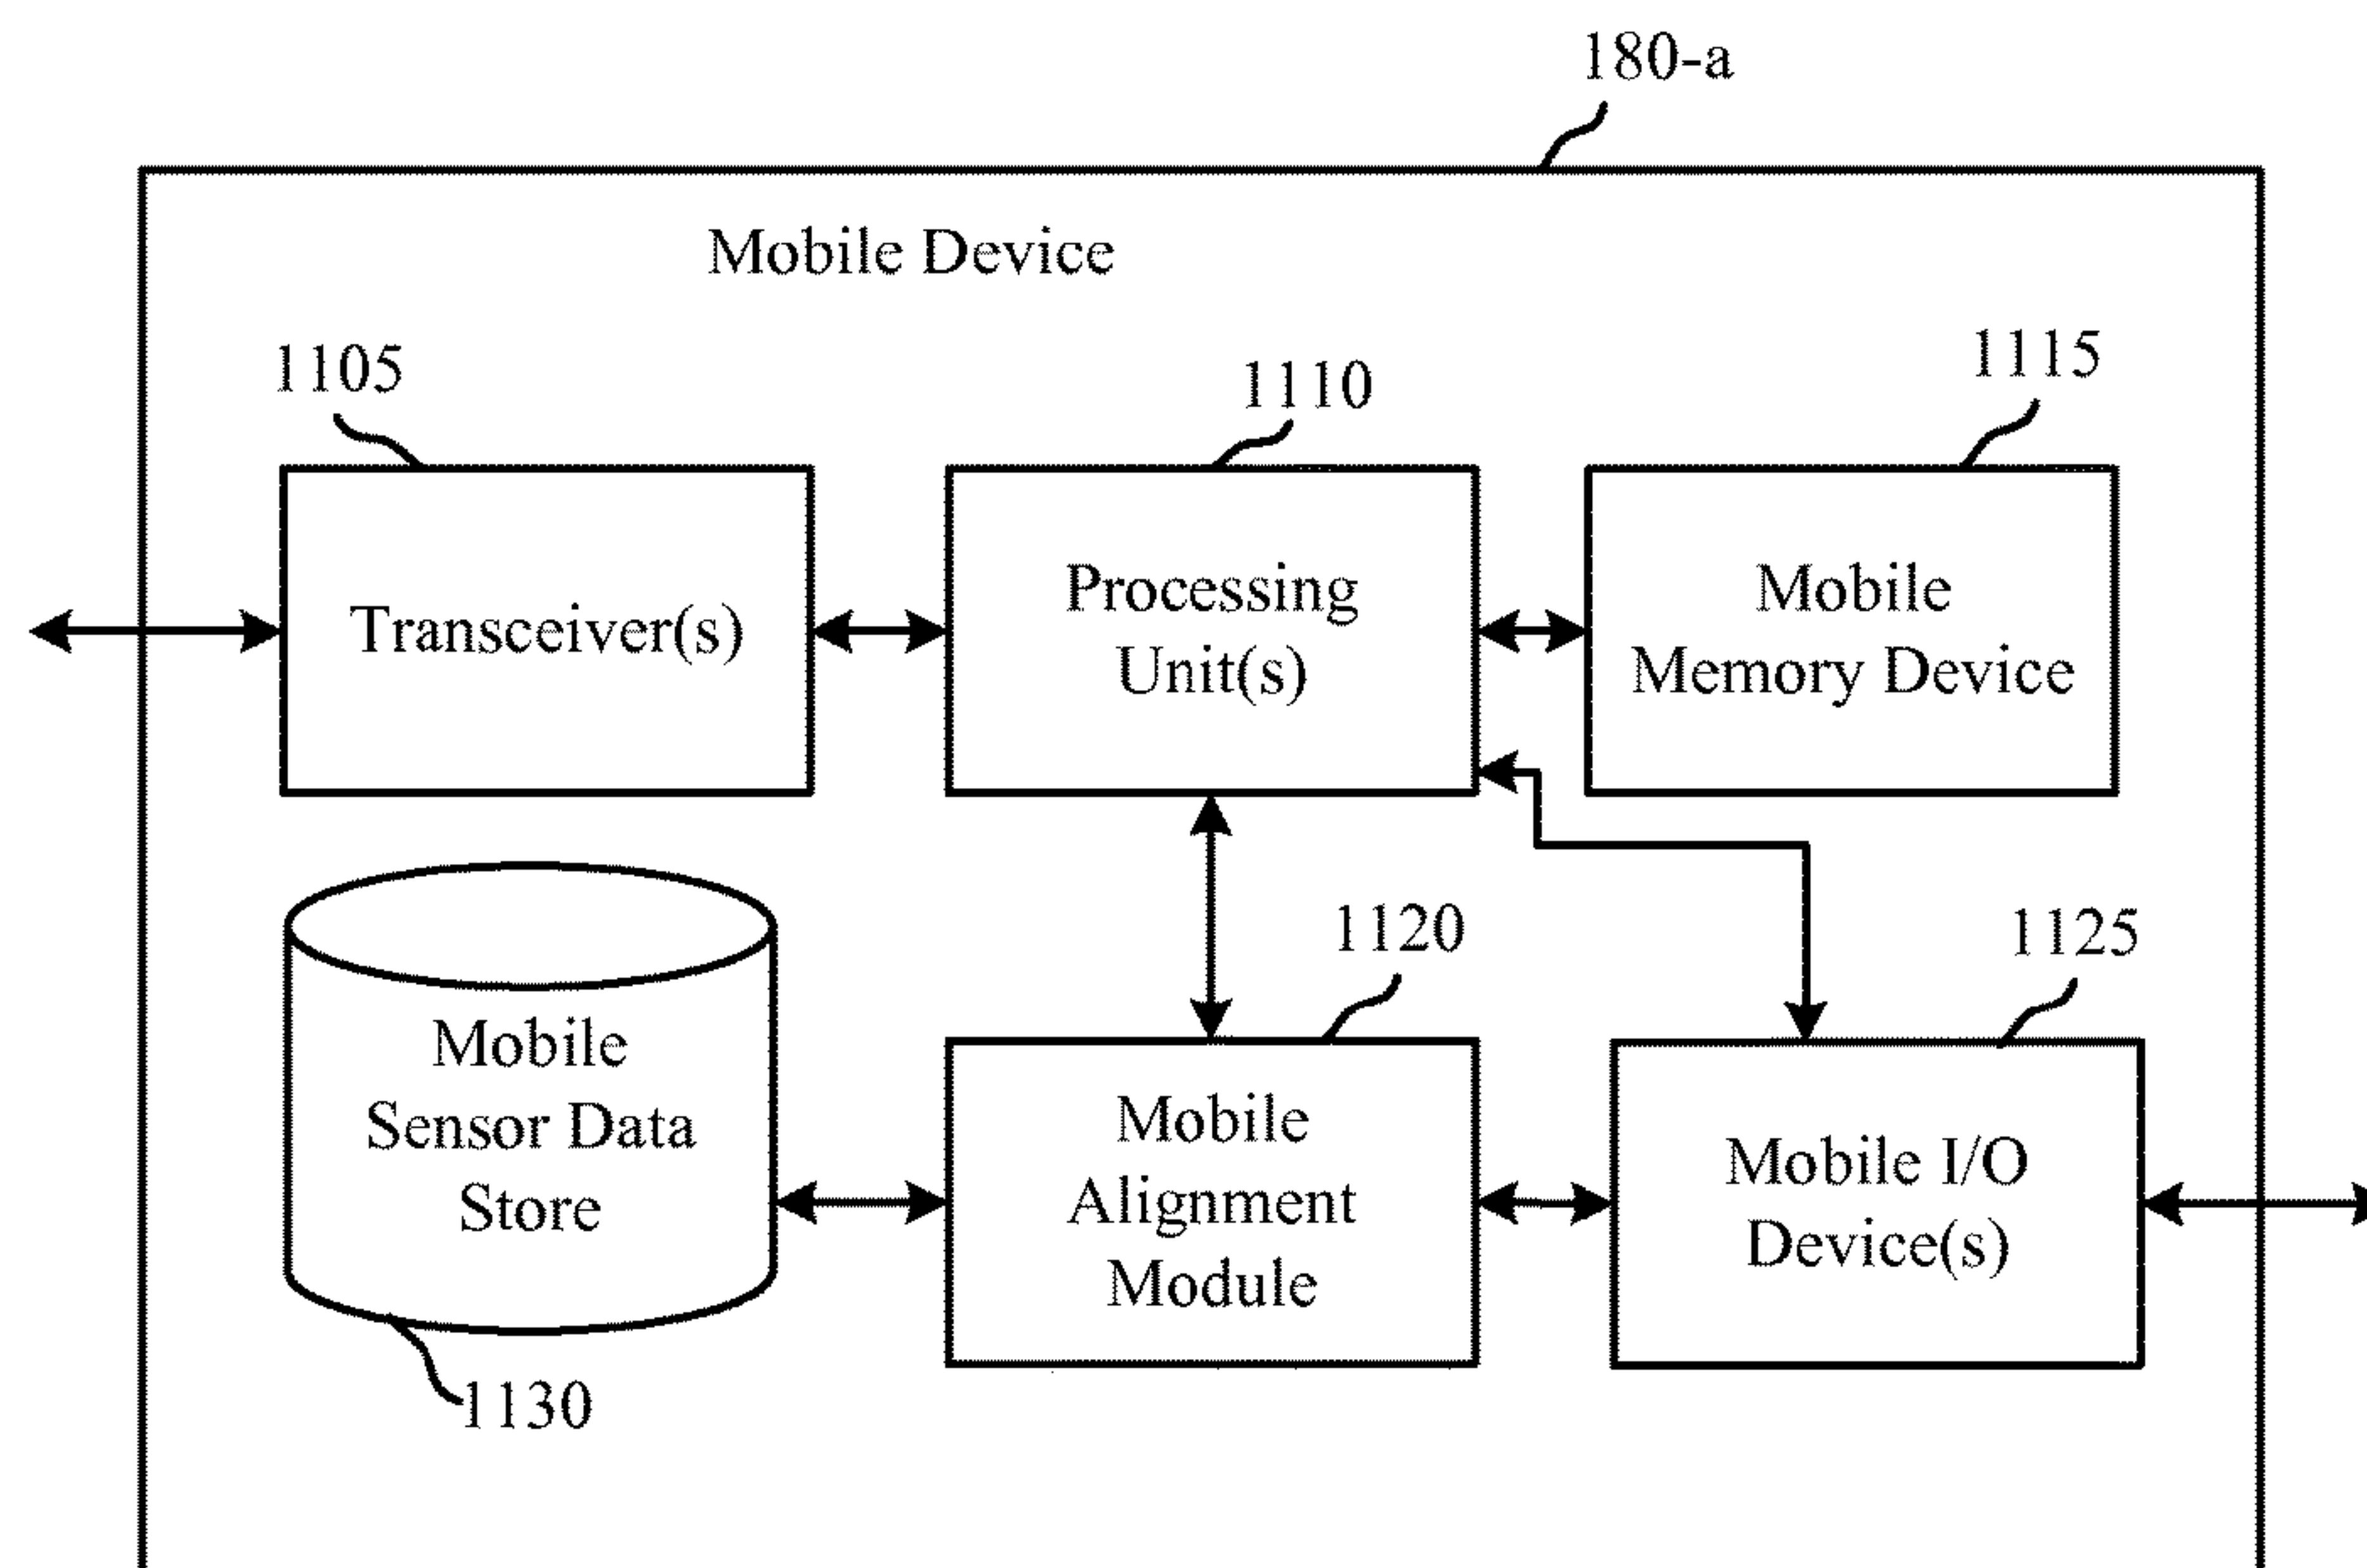 180-a
Mobile Device
1105
1110
1115
Transceiver(s)
Processing
Unit(s)
Mobile
Memory Device
1120
1125
Mobile
Sensor Data
Store
Mobile
Alignment
Module
Mobile I/O
Device(s)
1130